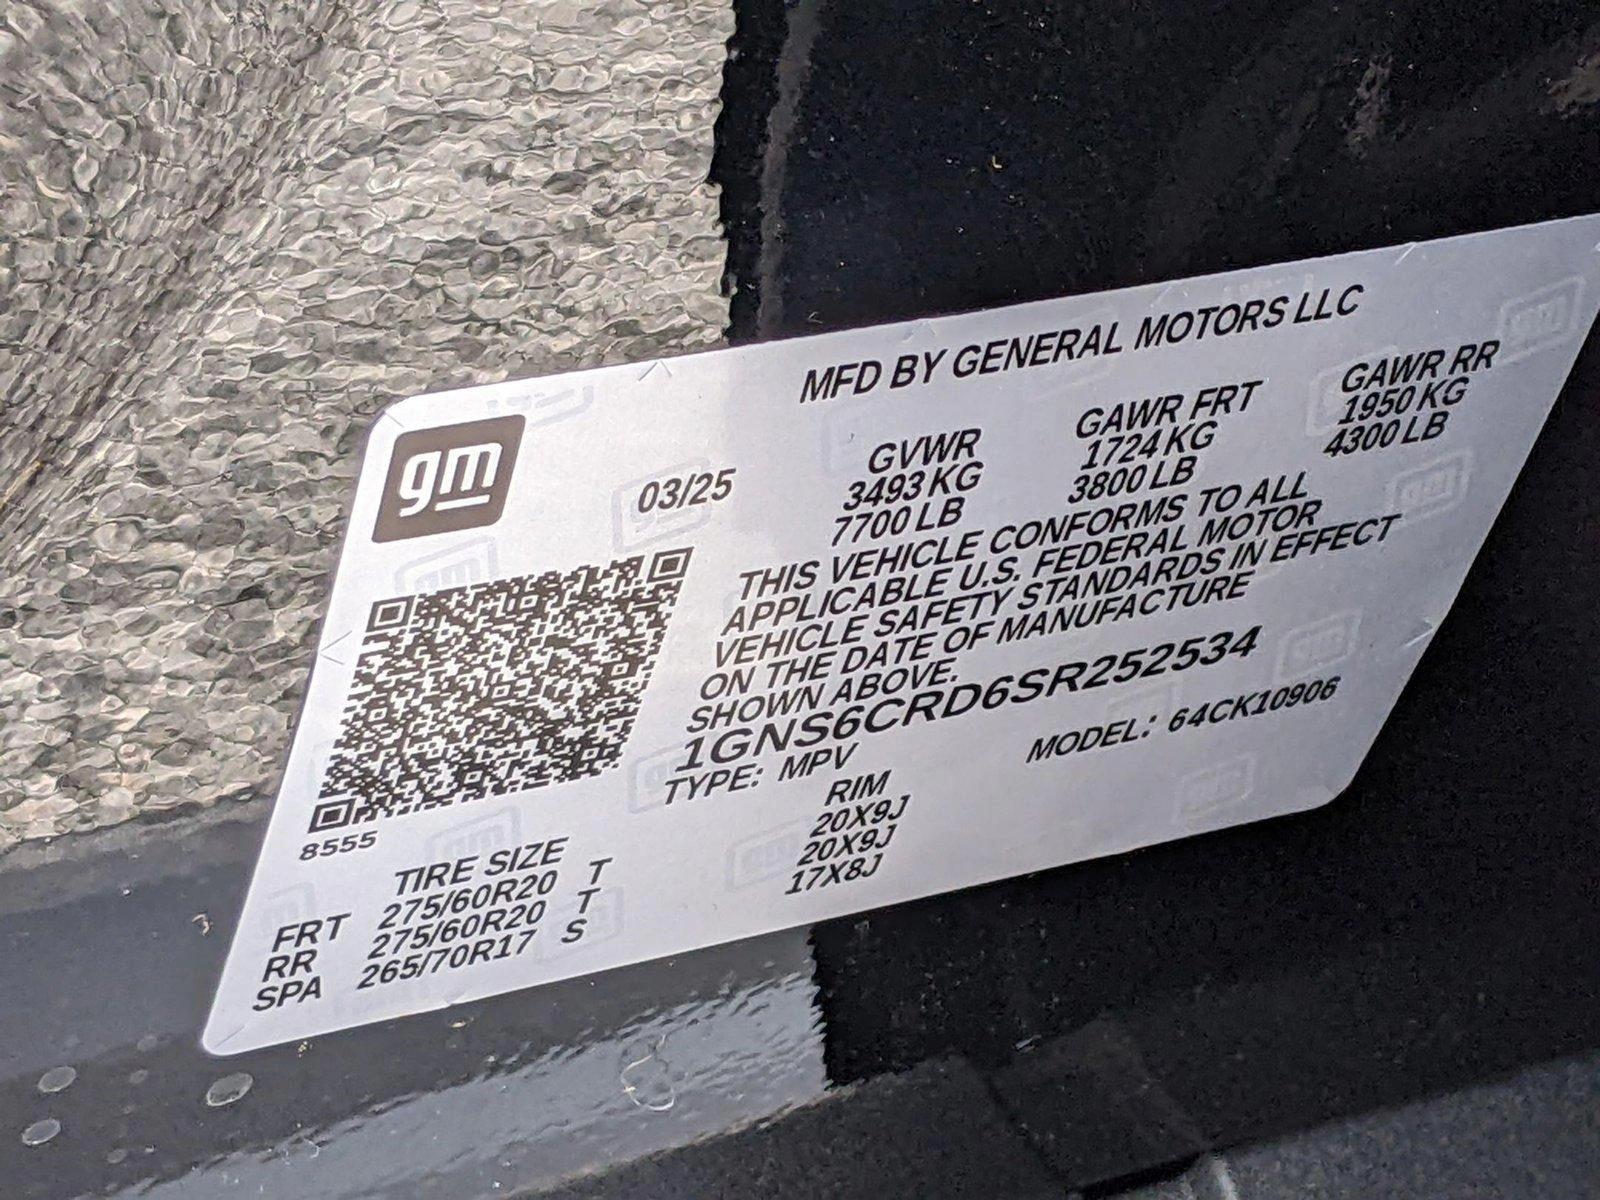 MFD BY GENERAL MOTORS LLC
gm
03/25
GVWR GAWR FRT GAWR RR
3493 KG 1724 KG 1950 KG
7700 LB 3800 LB 4300 LB
THIS VEHICLE CONFORMS TO ALL
APPLICABLE U.S. FEDERAL MOTOR
VEHICLE SAFETY STANDARDS IN EFFECT
ON THE DATE OF MANUFACTURE
SHOWN ABOVE.
1GNS6CRD6SR252534
TYPE: MPV MODEL: 64CK10906
8555
TIRE SIZE RIM
FRT 275/60R20 T 20X9J
RR 275/60R20 T 20X9J
SPA 265/70R17 S 17X8J